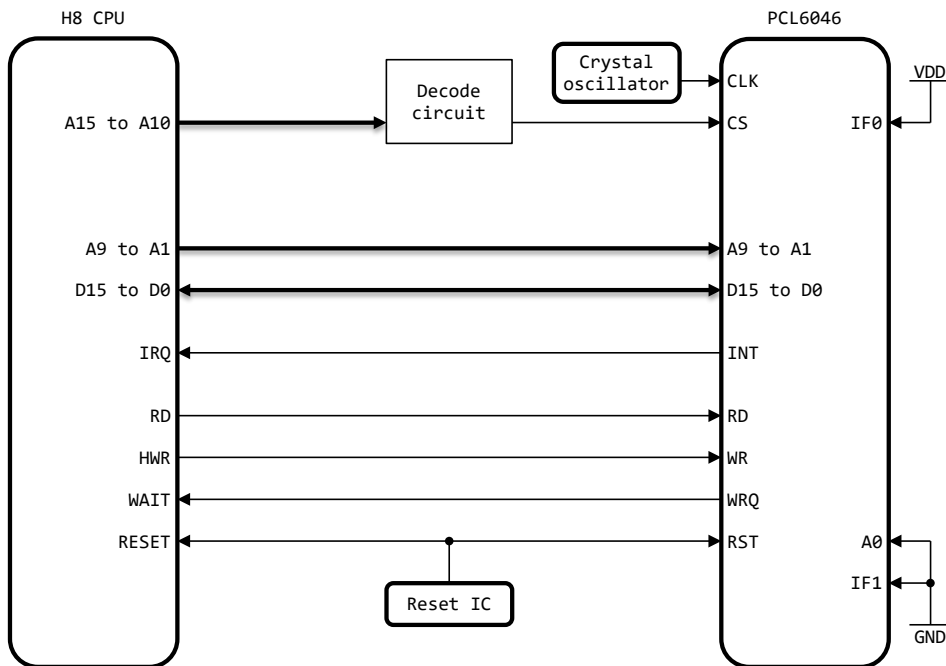 H8 CPU
PCL6046
Crystal
oscillator
CLK
VDD
Decode
circuit
A15 to A10
CS
IF0
A9 to A1
A9 to A1
D15 to D0
D15 to D0
IRQ
INT
RD
RD
HWR
WR
WAIT
WRQ
RESET
RST
A0
IF1
Reset IC
GND